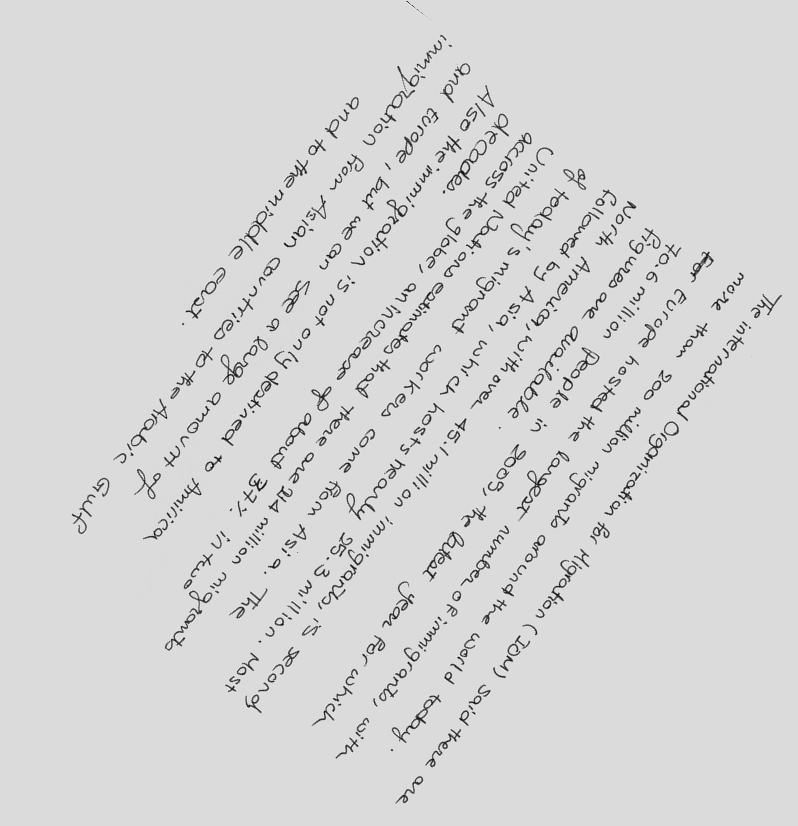 The international Organization for Migration (IOM) said there are
more than 200 million migrants around the world today.
Europe hosted the largest number of immigrants, with
70.6 million People in 2005, the latest year for which
figures are available.
North America, with over 45.1 million immigrants, is second,
followed by Asia, which hosts nearly 25.3 million. Most
of today's migrant workers come from Asia. The
United Nations estimates that there are 214 million migrants
accross the globe, an increase of about 37% in two
decades.
Also the immigration is not only destined to America
and Europe, but we can see a large amount of
immigration from Asian countries to the Arabic Gulf
and to the middle east.